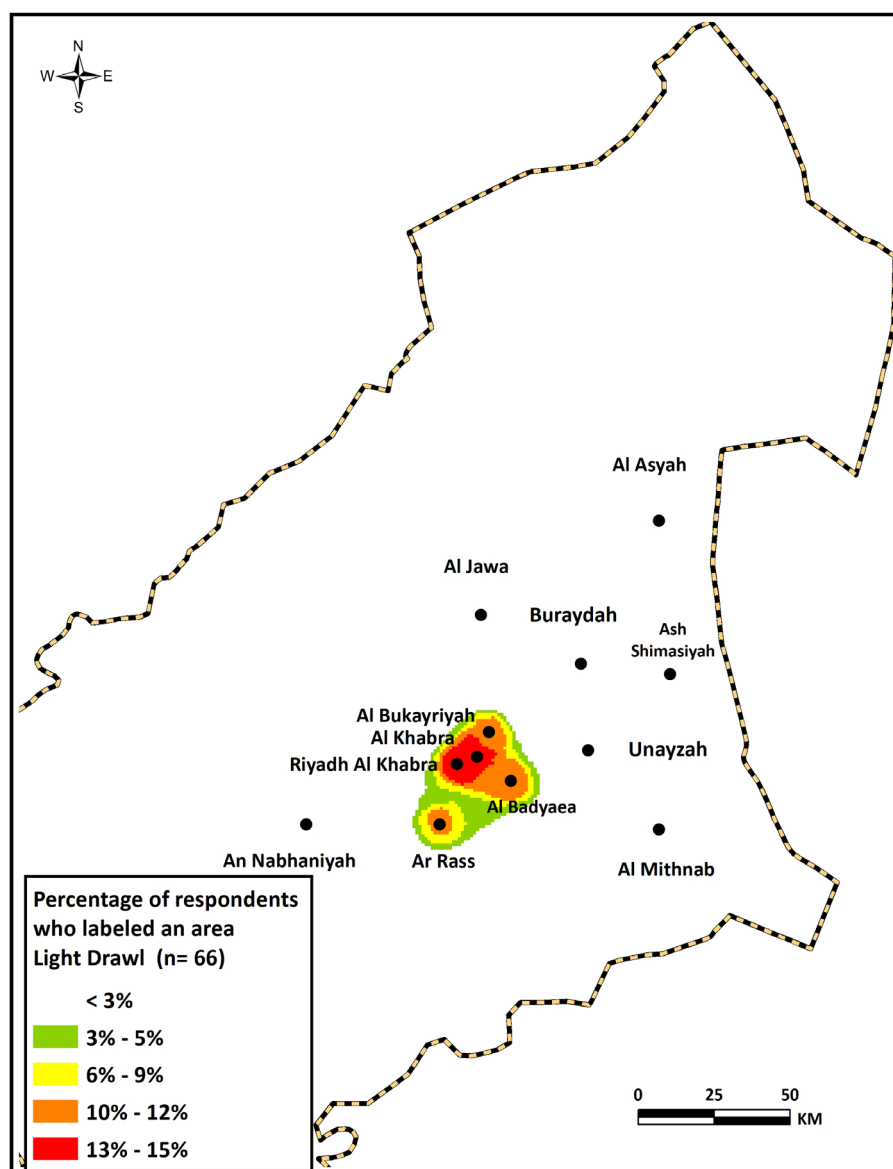 N
W E
S
Al Asyah
Al Jawa
Buraydah
Ash
Shimasiyah
Al Bukayriyah
Al Khabra
Riyadh Al Khabra
Unayzah
Al Badyaea
An Nabhaniyah
Ar Rass
Al Mithnab
Percentage of respondents
who labeled an area
Light Drawl (n= 66)
< 3%
3% - 5%
6% - 9%
10% - 12%
13% - 15%
0 25 50
KM